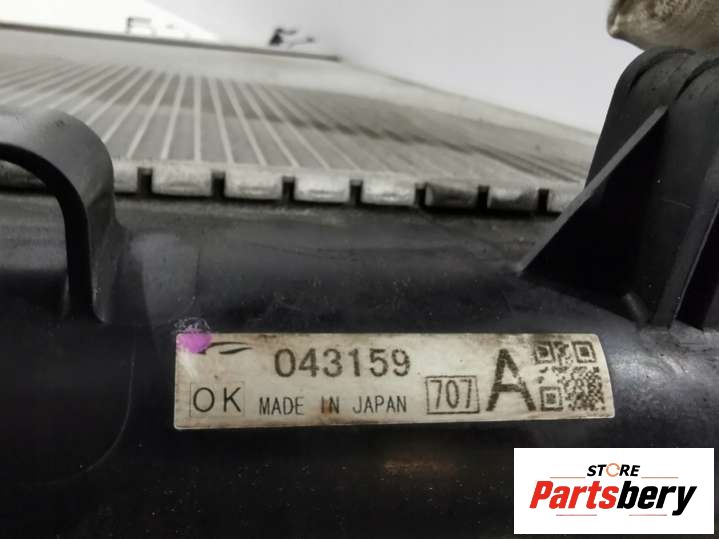 043159
OK MADE IN JAPAN 707 A
STORE
Partsbery